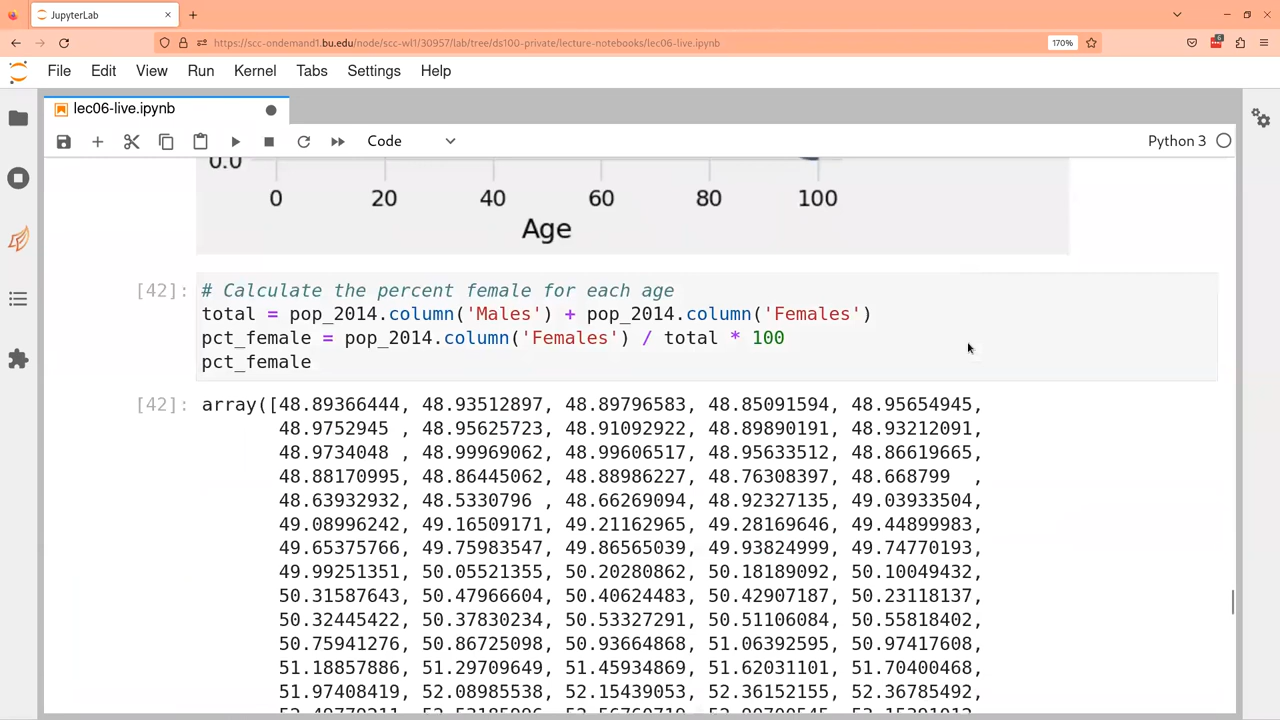 JupyterLab
https://scc-ondemand1.bu.edu/node/scc-wl1/30957/lab/tree/ds100-private/lecture-notebooks/lec06-live.ipynb
170%
6
File Edit View Run Kernel Tabs Settings Help
lec06-live.ipynb
Code
Python 3
0.0
0 20 40 60 80 100
Age
[42]: # Calculate the percent female for each age
total = pop_2014.column('Males') + pop_2014.column('Females')
pct_female = pop_2014.column('Females') / total * 100
pct_female
[42]: array([48.89366444, 48.93512897, 48.89796583, 48.85091594, 48.95654945,
48.9752945 , 48.95625723, 48.91092922, 48.89890191, 48.93212091,
48.9734048 , 48.99969062, 48.99606517, 48.95633512, 48.86619665,
48.88170995, 48.86445062, 48.88986227, 48.76308397, 48.668799 ,
48.63932932, 48.5330796 , 48.66269094, 48.92327135, 49.03933504,
49.08996242, 49.16509171, 49.21162965, 49.28169646, 49.44899983,
49.65375766, 49.75983547, 49.86565039, 49.93824999, 49.74770193,
49.99251351, 50.05521355, 50.20280862, 50.18189092, 50.10049432,
50.31587643, 50.47966604, 50.40624483, 50.42907187, 50.23118137,
50.32445422, 50.37830234, 50.53327291, 50.51106084, 50.55818402,
50.75941276, 50.86725098, 50.93664868, 51.06392595, 50.97417608,
51.18857886, 51.29709649, 51.45934869, 51.62031101, 51.70400468,
51.97408419, 52.08985538, 52.15439053, 52.36152155, 52.36785492,